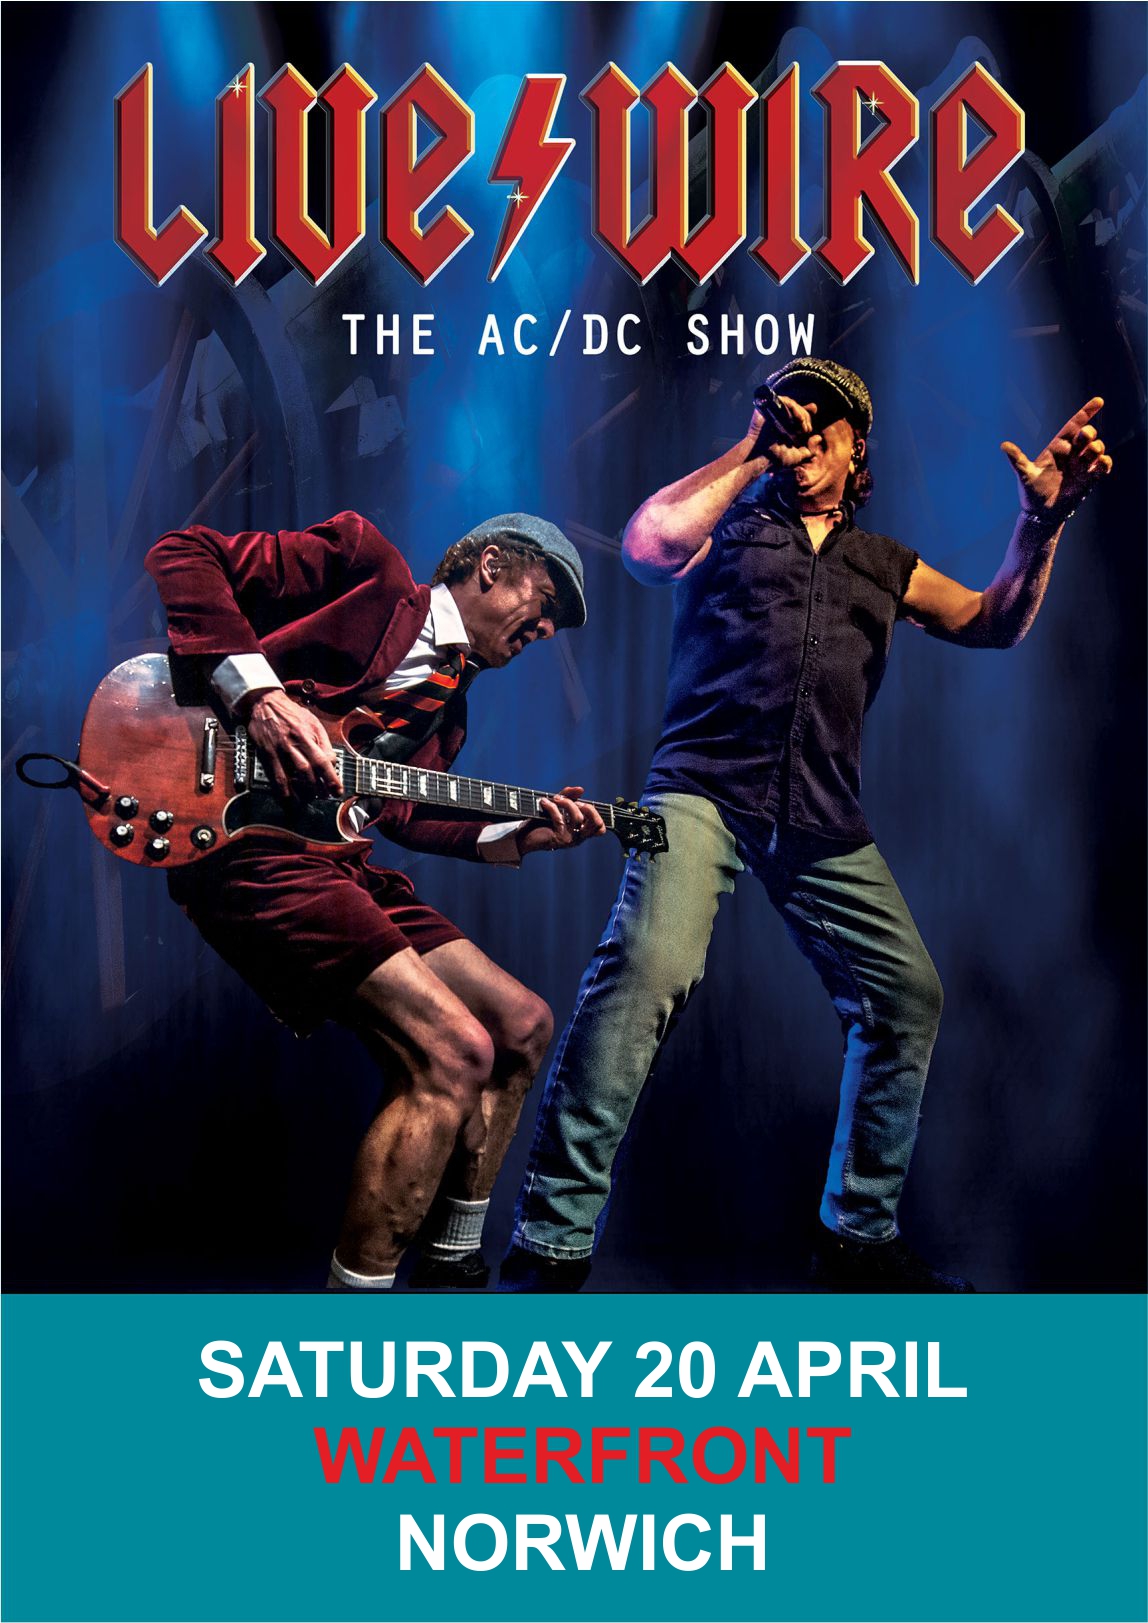 LIVE WIRE
THE AC/DC SHOW
SATURDAY 20 APRIL
WATERFRONT
NORWICH